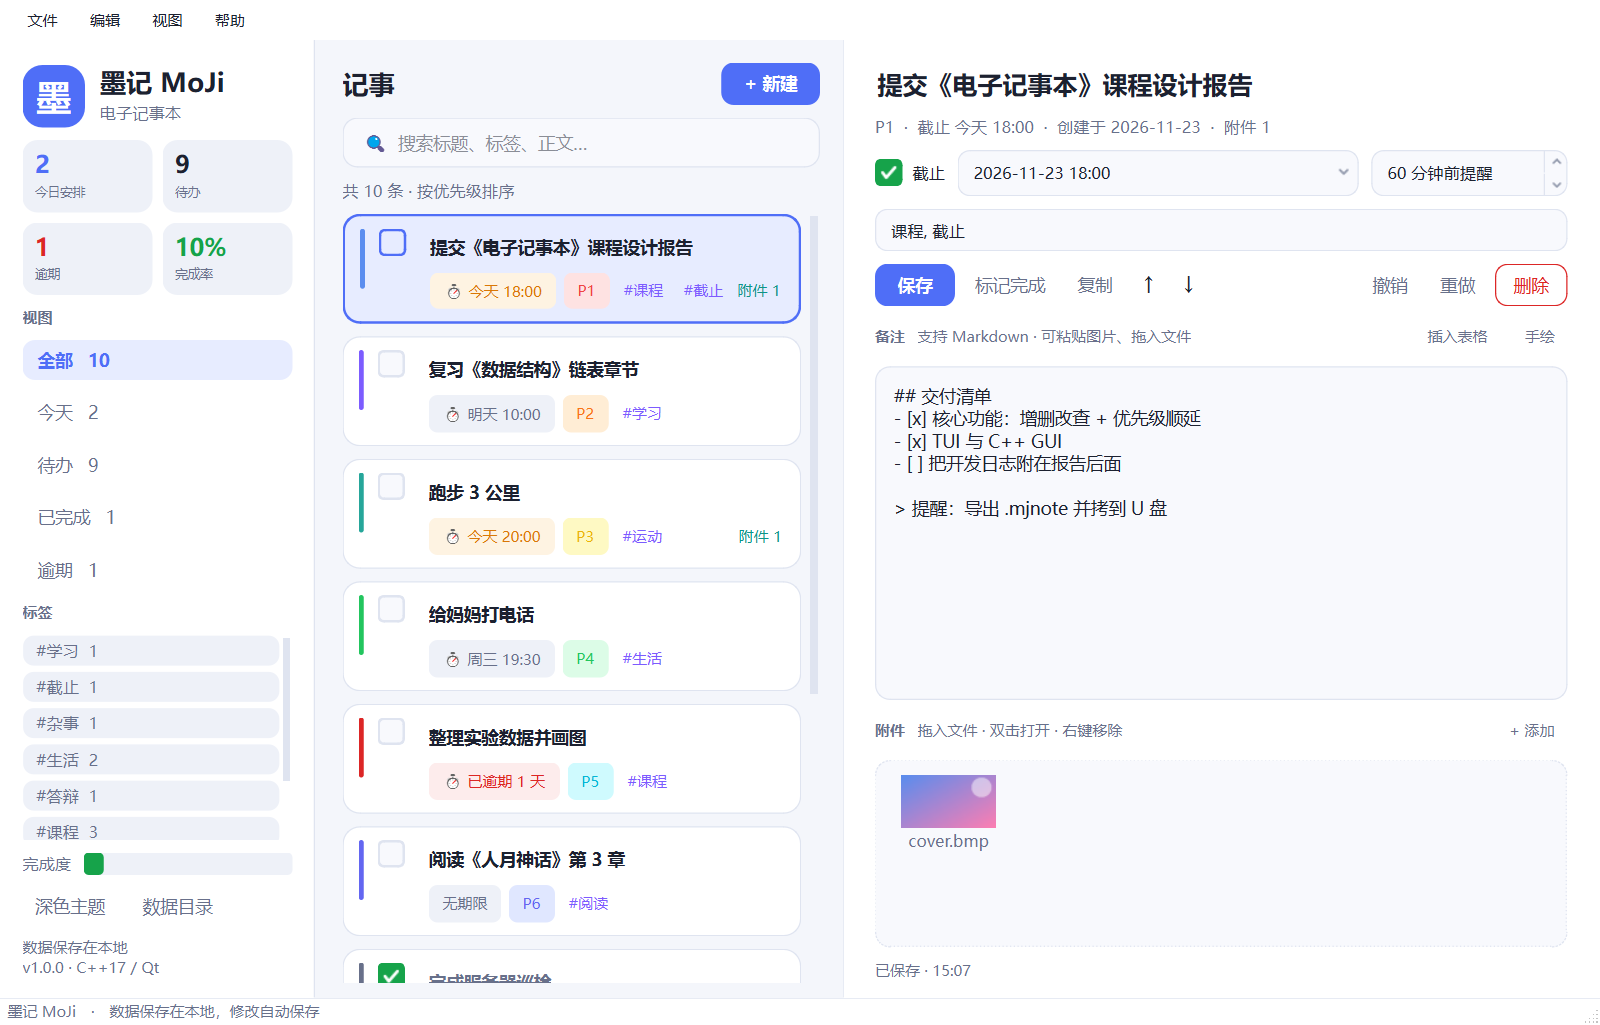 文件 编辑 视图 帮助
墨
墨记 MoJi
电子记事本
2
今日安排
9
待办
1
逾期
10%
完成率
视图
全部 10
今天 2
待办 9
已完成 1
逾期 1
标签
#学习 1
#截止 1
#杂事 1
#生活 2
#答辩 1
#课程 3
完成度
深色主题 数据目录
数据保存在本地
v1.0.0 · C++17 / Qt
记事
+ 新建
搜索标题、标签、正文...
共 10 条 · 按优先级排序
提交《电子记事本》课程设计报告
今天 18:00 P1 #课程 #截止 附件 1
复习《数据结构》链表章节
明天 10:00 P2 #学习
跑步 3 公里
今天 20:00 P3 #运动 附件 1
给妈妈打电话
周三 19:30 P4 #生活
整理实验数据并画图
已逾期 1 天 P5 #课程
阅读《人月神话》第 3 章
无期限 P6 #阅读
完成服务器巡检
提交《电子记事本》课程设计报告
P1 · 截止 今天 18:00 · 创建于 2026-11-23 · 附件 1
截止 2026-11-23 18:00 60 分钟前提醒
课程, 截止
保存 标记完成 复制 ↑ ↓ 撤销 重做 删除
备注 支持 Markdown · 可粘贴图片、拖入文件 插入表格 手绘
## 交付清单
- [x] 核心功能：增删改查 + 优先级顺延
- [x] TUI 与 C++ GUI
- [ ] 把开发日志附在报告后面
> 提醒：导出 .mjnote 并拷到 U 盘
附件 拖入文件 · 双击打开 · 右键移除 + 添加
cover.bmp
已保存 · 15:07
墨记 MoJi · 数据保存在本地，修改自动保存